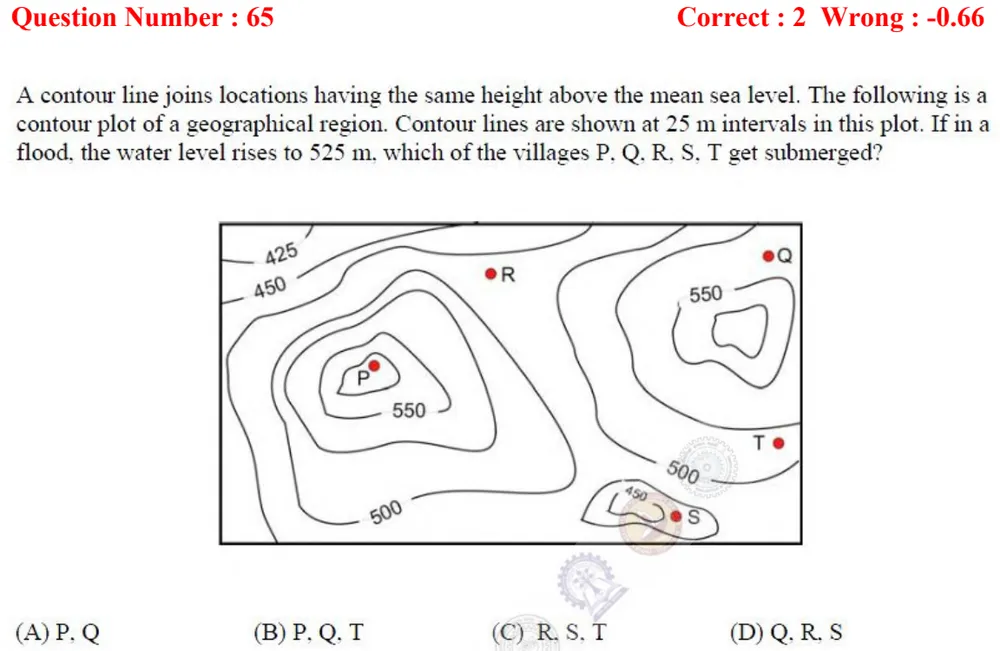 Question Number : 65 Correct : 2 Wrong : -0.66
A contour line joins locations having the same height above the mean sea level. The following is a
contour plot of a geographical region. Contour lines are shown at 25 m intervals in this plot. If in a
flood, the water level rises to 525 m, which of the villages P, Q, R, S, T get submerged?
425
Q
R
450
550
P
550
T
500
450
500
S
(A) P, Q (B) P, Q, T (C) R, S, T (D) Q, R, S